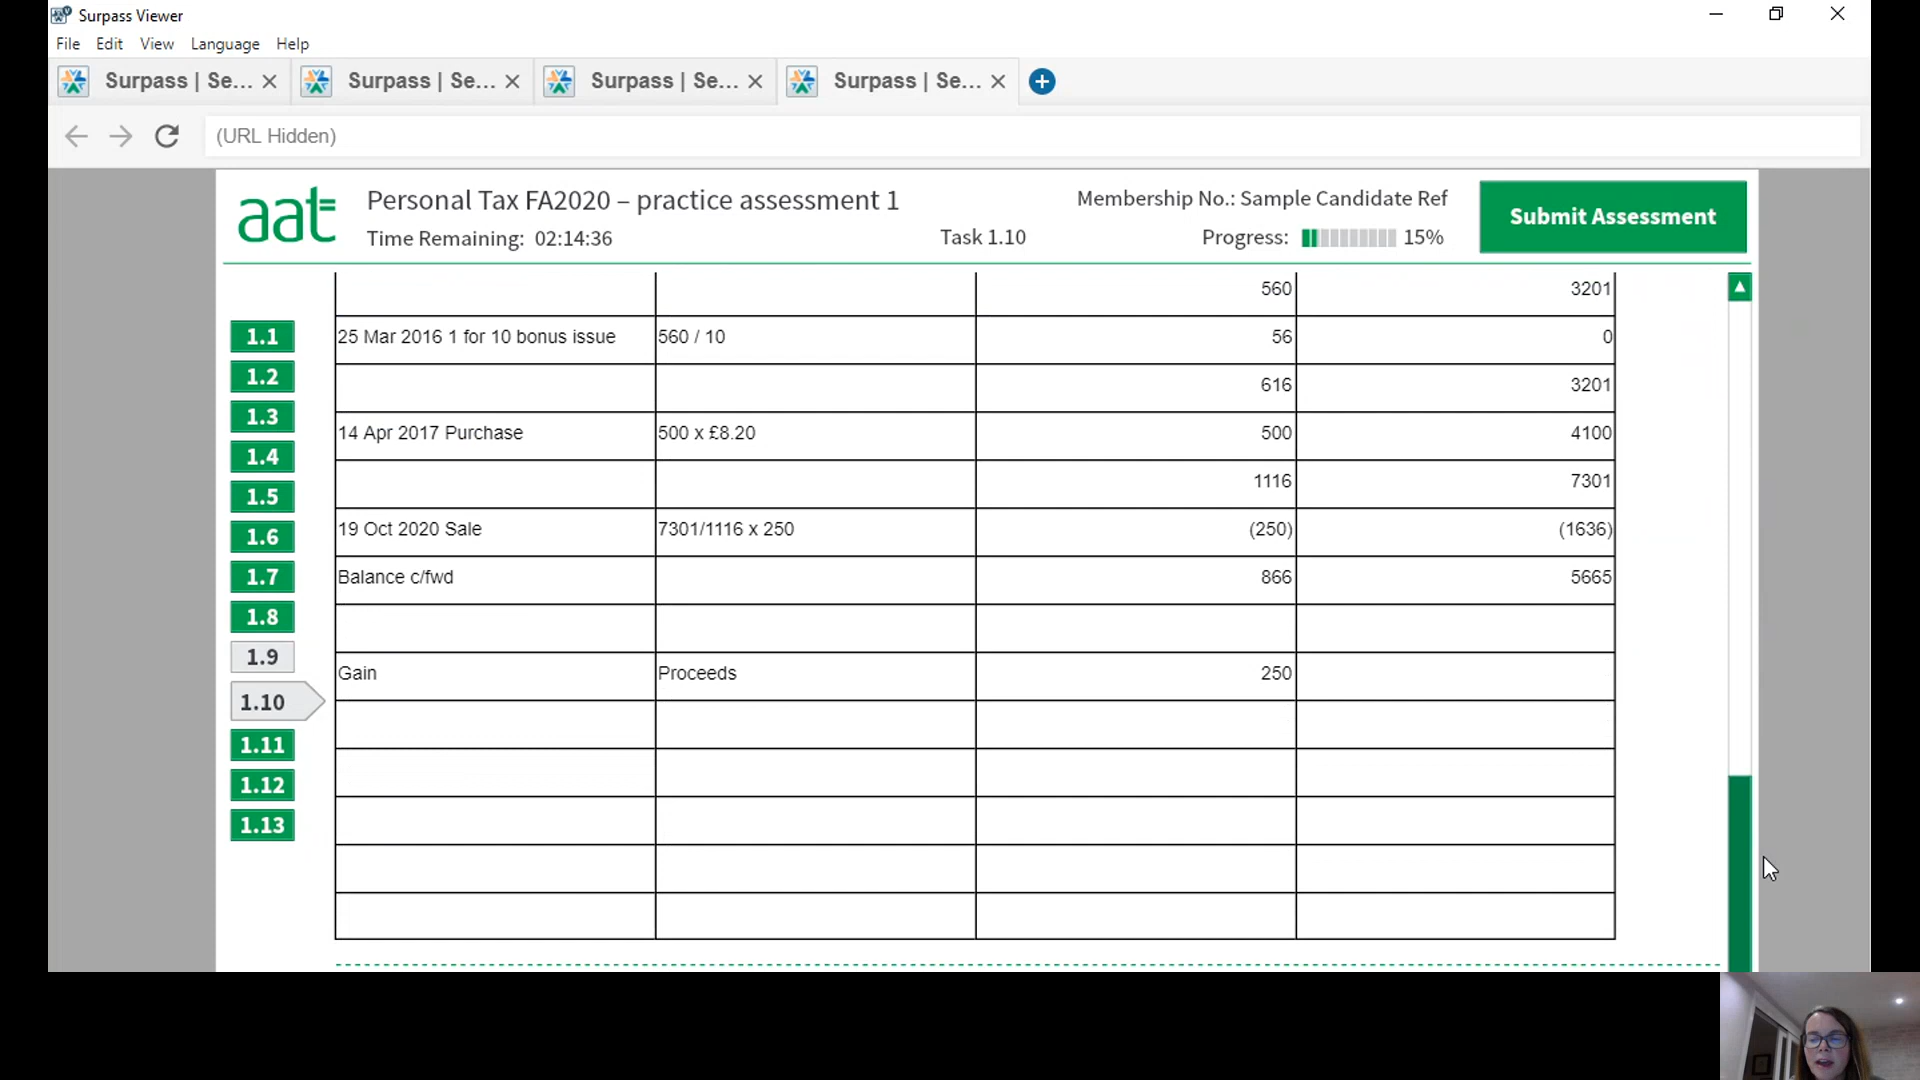 Surpass Viewer
File Edit View Language Help
Surpass | Se... Surpass | Se... Surpass | Se... Surpass | Se...
(URL Hidden)
aat Personal Tax FA2020 – practice assessment 1 Membership No.: Sample Candidate Ref Submit Assessment
Time Remaining: 02:14:36 Task 1.10 Progress: 15%
560 3201
1.1 25 Mar 2016 1 for 10 bonus issue 560 / 10 56 0
1.2 616 3201
1.3 14 Apr 2017 Purchase 500 x £8.20 500 4100
1.4
1.5 1116 7301
1.6 19 Oct 2020 Sale 7301/1116 x 250 (250) (1636)
1.7 Balance c/fwd 866 5665
1.8
1.9 Gain Proceeds 250
1.10
1.11
1.12
1.13